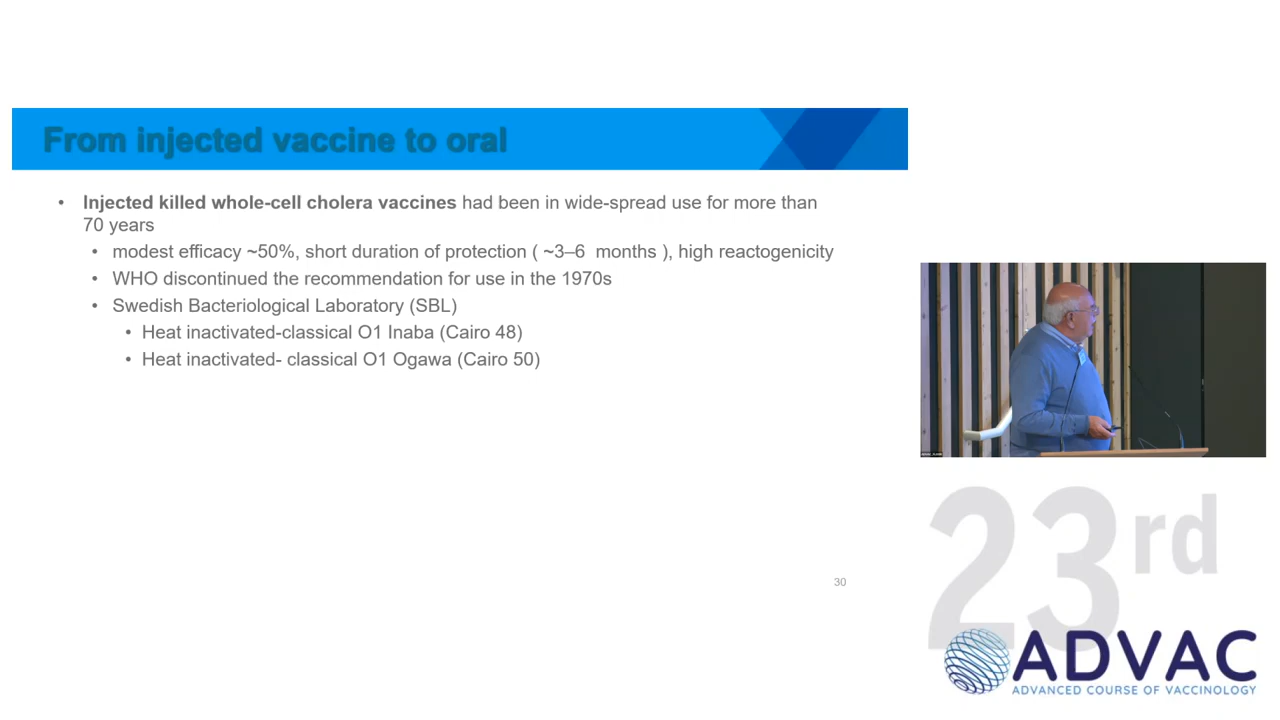 From injected vaccine to oral
• Injected killed whole-cell cholera vaccines had been in wide-spread use for more than
70 years
• modest efficacy ~50%, short duration of protection ( ~3–6 months ), high reactogenicity
• WHO discontinued the recommendation for use in the 1970s
• Swedish Bacteriological Laboratory (SBL)
• Heat inactivated-classical O1 Inaba (Cairo 48)
• Heat inactivated- classical O1 Ogawa (Cairo 50)
30
23rd
ADVAC
ADVANCED COURSE OF VACCINOLOGY